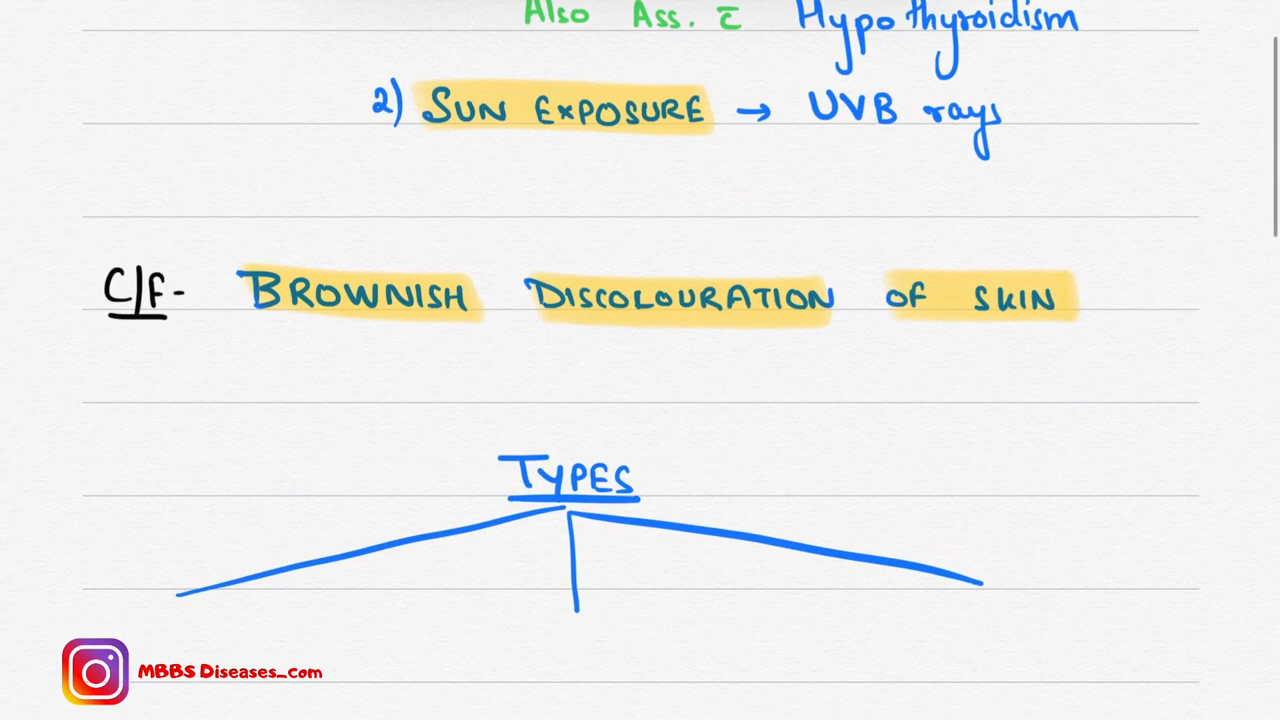 Also Ass. c̄ Hypothyroidism
2) SUN EXPOSURE → UVB rays
C/F- BROWNISH DISCOLOURATION OF SKIN
TYPES
MBBS Diseases_com